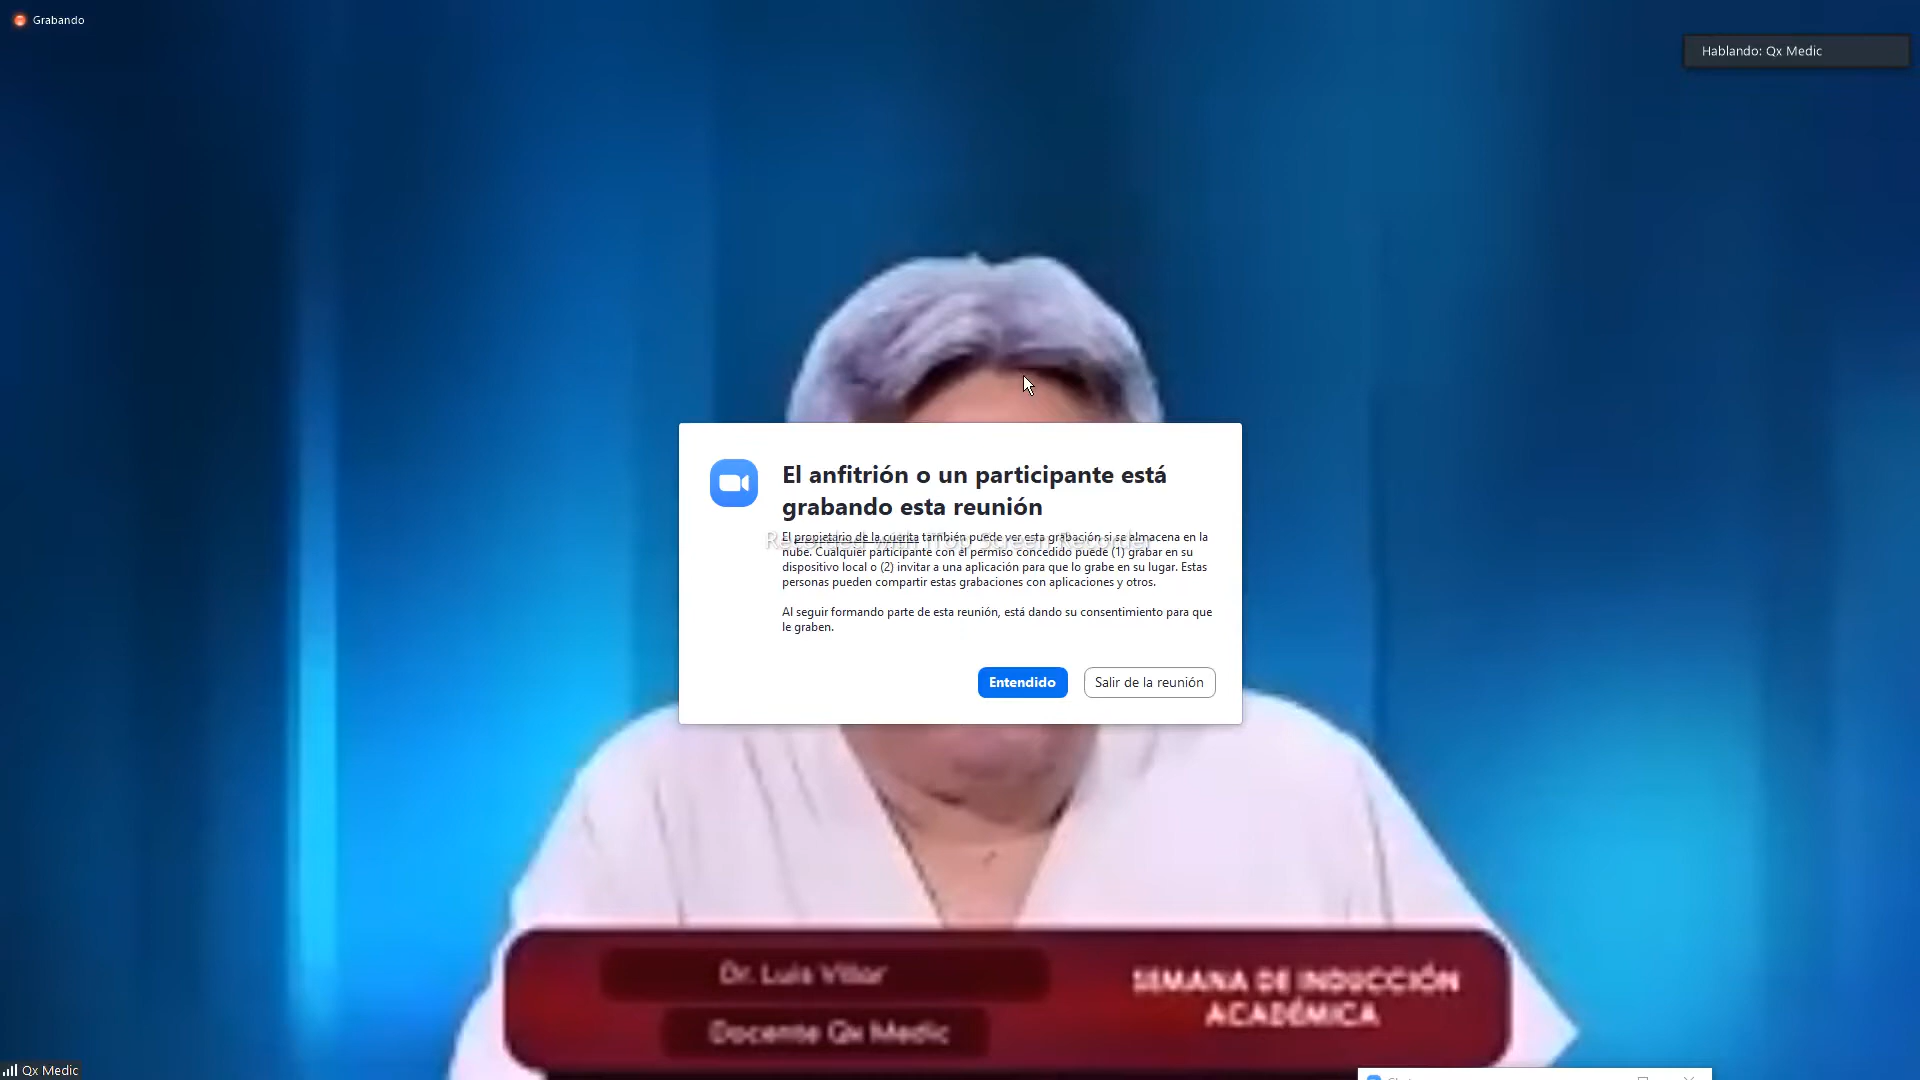 Grabando
Hablando: Qx Medic
El anfitrión o un participante está
grabando esta reunión
El propietario de la cuenta también puede ver esta grabación si se almacena en la
nube. Cualquier participante con el permiso concedido puede (1) grabar en su
dispositivo local o (2) invitar a una aplicación para que lo grabe en su lugar. Estas
personas pueden compartir estas grabaciones con aplicaciones y otros.
Al seguir formando parte de esta reunión, está dando su consentimiento para que
le graben.
Entendido
Salir de la reunión
Dr. Luis Villar
Docente Qx Medic
SEMANA DE INDUCCIÓN
ACADÉMICA
Qx Medic